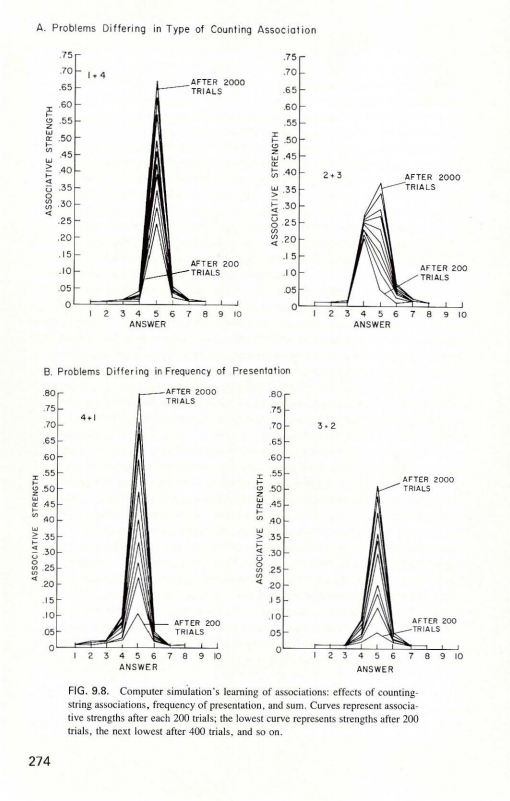 A. Problems Differing in Type of Counting Association
.75
.70
.65
.60
.55
.50
.45
.40
.35
.30
.25
.20
.15
.10
.05
0
ASSOCIATIVE STRENGTH
1+4
AFTER 2000
TRIALS
AFTER 200
TRIALS
1 2 3 4 5 6 7 8 9 10
ANSWER
.75
.70
.65
.60
.55
.50
.45
.40
.35
.30
.25
.20
.15
.10
.05
0
ASSOCIATIVE STRENGTH
2+3
AFTER 2000
TRIALS
AFTER 200
TRIALS
1 2 3 4 5 6 7 8 9 10
ANSWER
B. Problems Differing in Frequency of Presentation
.80
.75
.70
.65
.60
.55
.50
.45
.40
.35
.30
.25
.20
.15
.10
.05
0
ASSOCIATIVE STRENGTH
4+1
AFTER 2000
TRIALS
AFTER 200
TRIALS
1 2 3 4 5 6 7 8 9 10
ANSWER
.80
.75
.70
.65
.60
.55
.50
.45
.40
.35
.30
.25
.20
.15
.10
.05
0
ASSOCIATIVE STRENGTH
3+2
AFTER 2000
TRIALS
AFTER 200
TRIALS
1 2 3 4 5 6 7 8 9 10
ANSWER
FIG. 9.8. Computer simulation's learning of associations: effects of counting-
string associations, frequency of presentation, and sum. Curves represent associa-
tive strengths after each 200 trials; the lowest curve represents strengths after 200
trials, the next lowest after 400 trials, and so on.
274